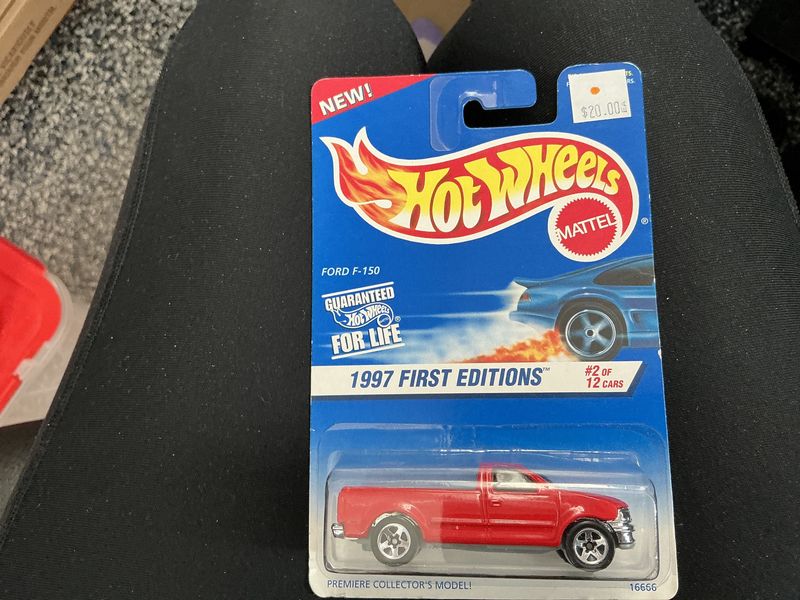 NEW!
$20.00
HOT WHEELS
MATTEL
®
FORD F-150
GUARANTEED
HOT WHEELS ®
FOR LIFE
1997 FIRST EDITIONS™
#2 OF
12 CARS
PREMIERE COLLECTOR'S MODEL!
16666